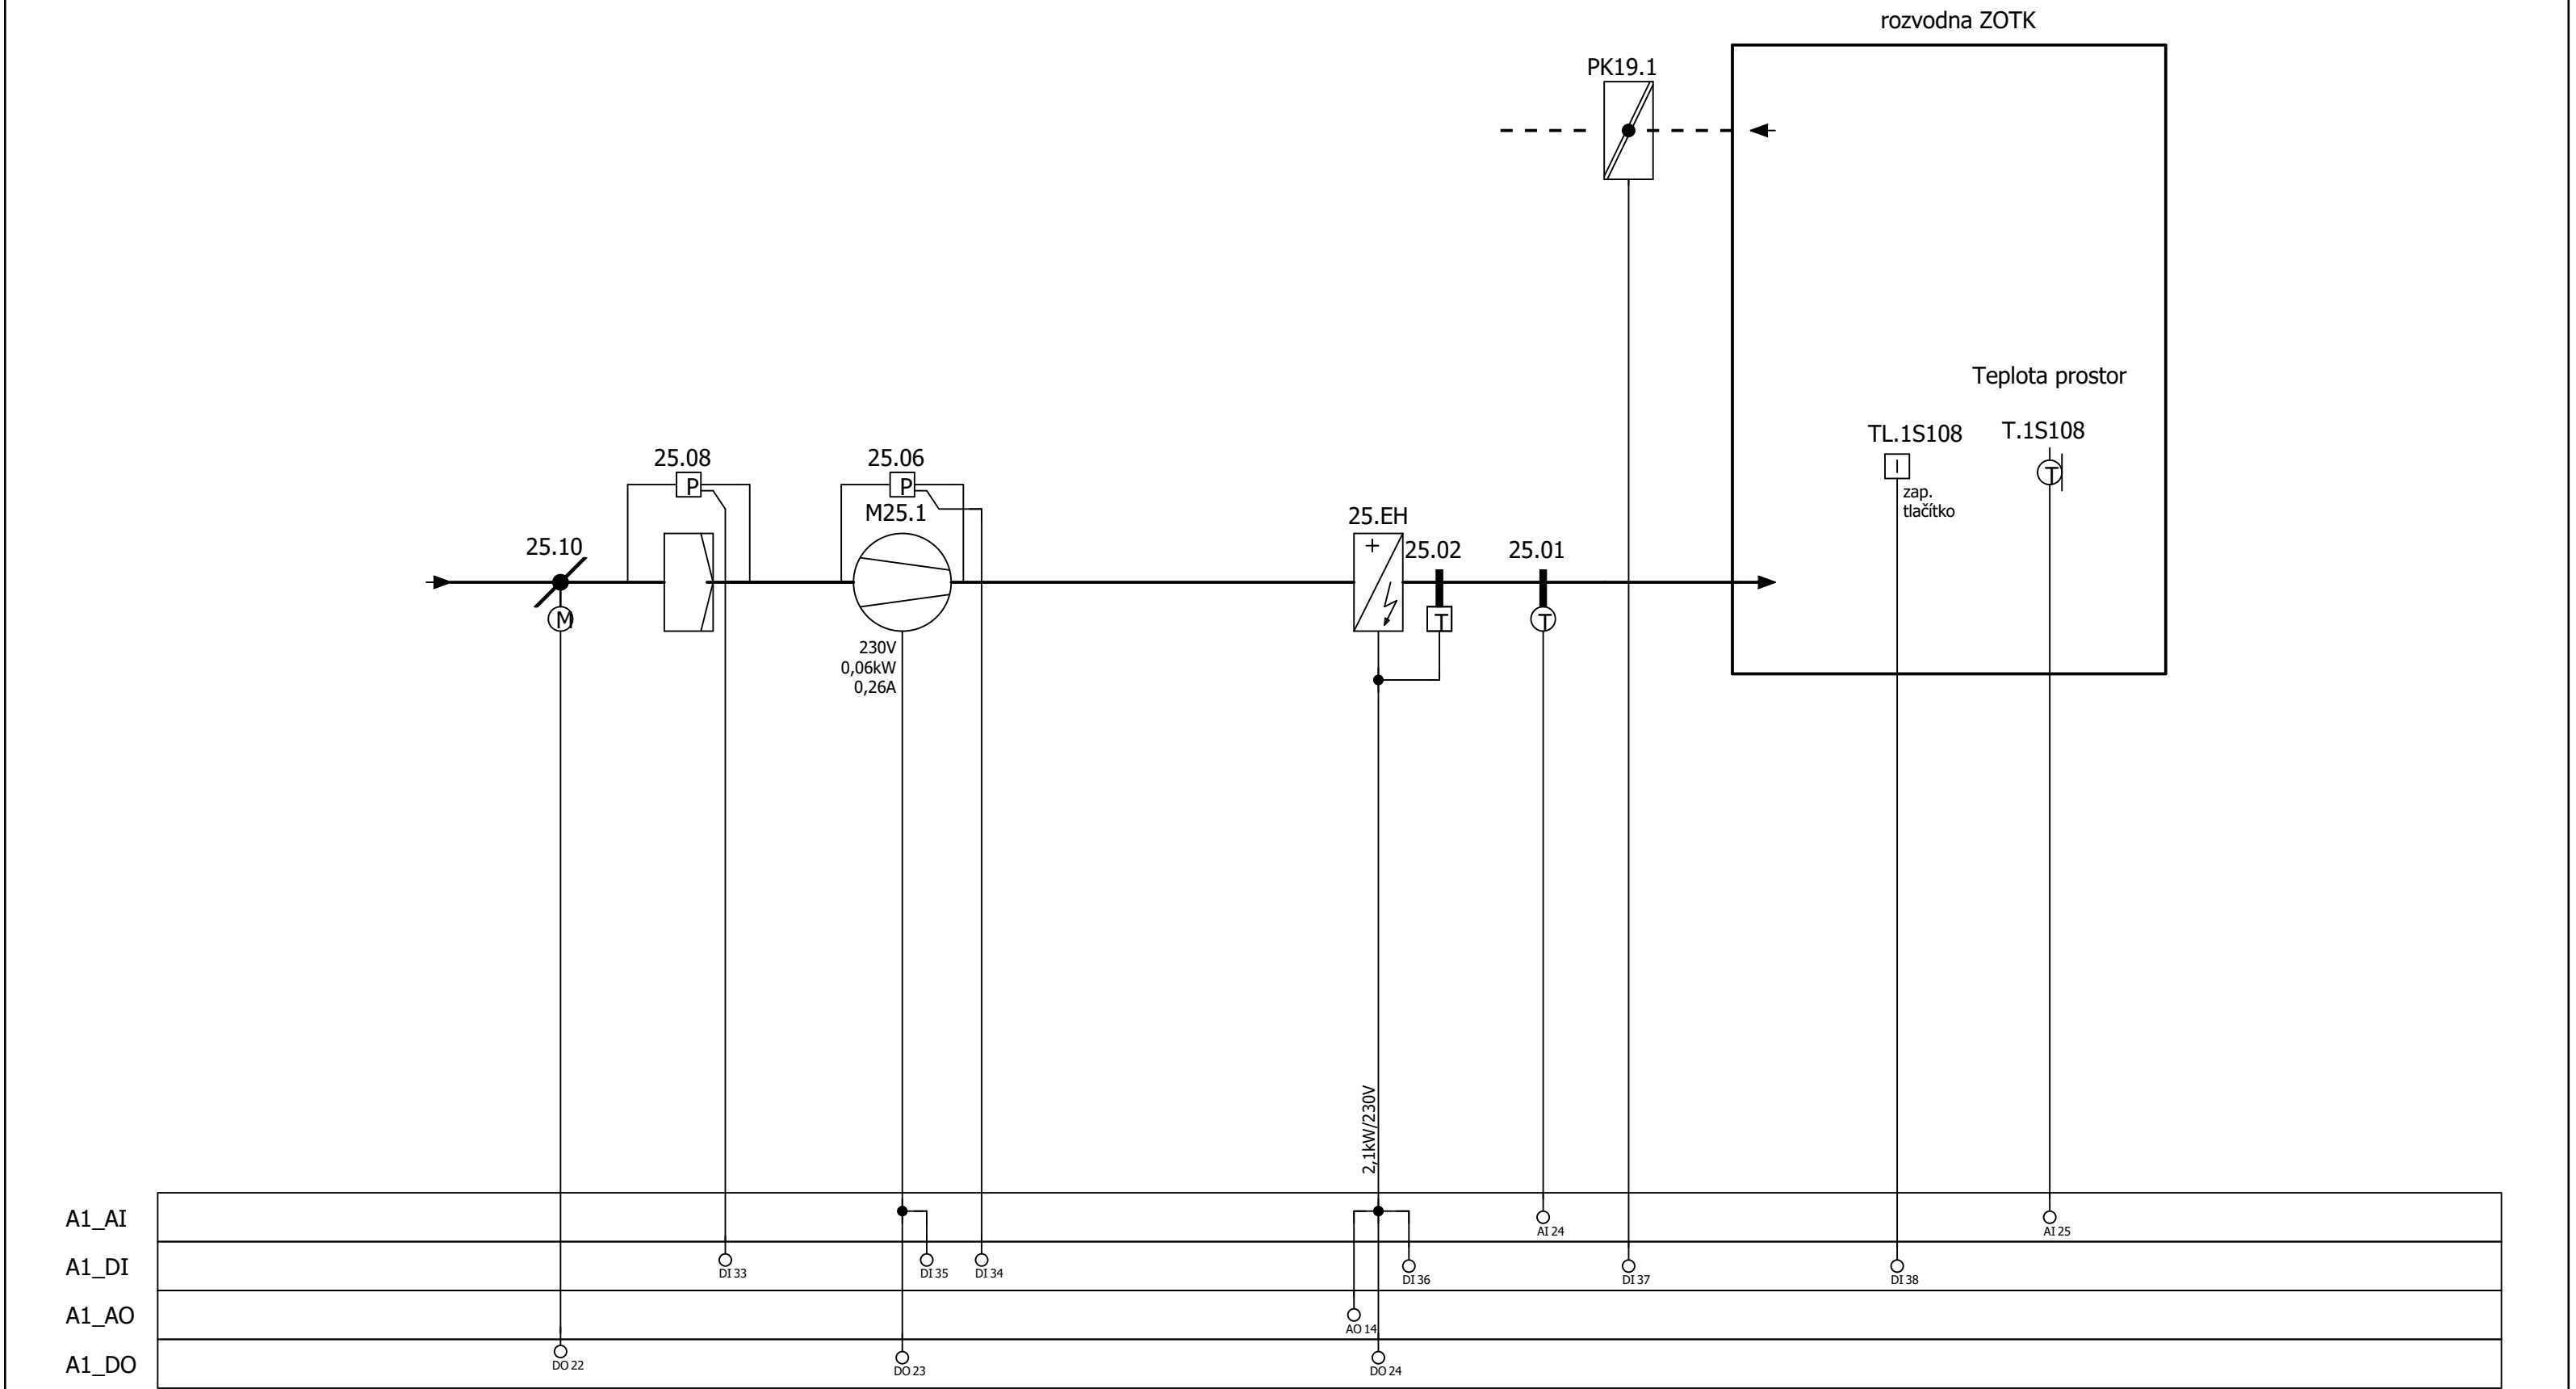 rozvodna ZOTK
PK19.1
Teplota prostor
TL.1S108
T.1S108
I
T
zap.
tlačítko
25.08
25.06
P
P
M25.1
25.10
25.EH
25.02
25.01
+
M
T
T
230V
0,06kW
0,26A
2,1kW/230V
A1_AI
AI 24
AI 25
A1_DI
DI 33
DI 35
DI 34
DI 36
DI 37
DI 38
A1_AO
AO 14
A1_DO
DO 22
DO 23
DO 24